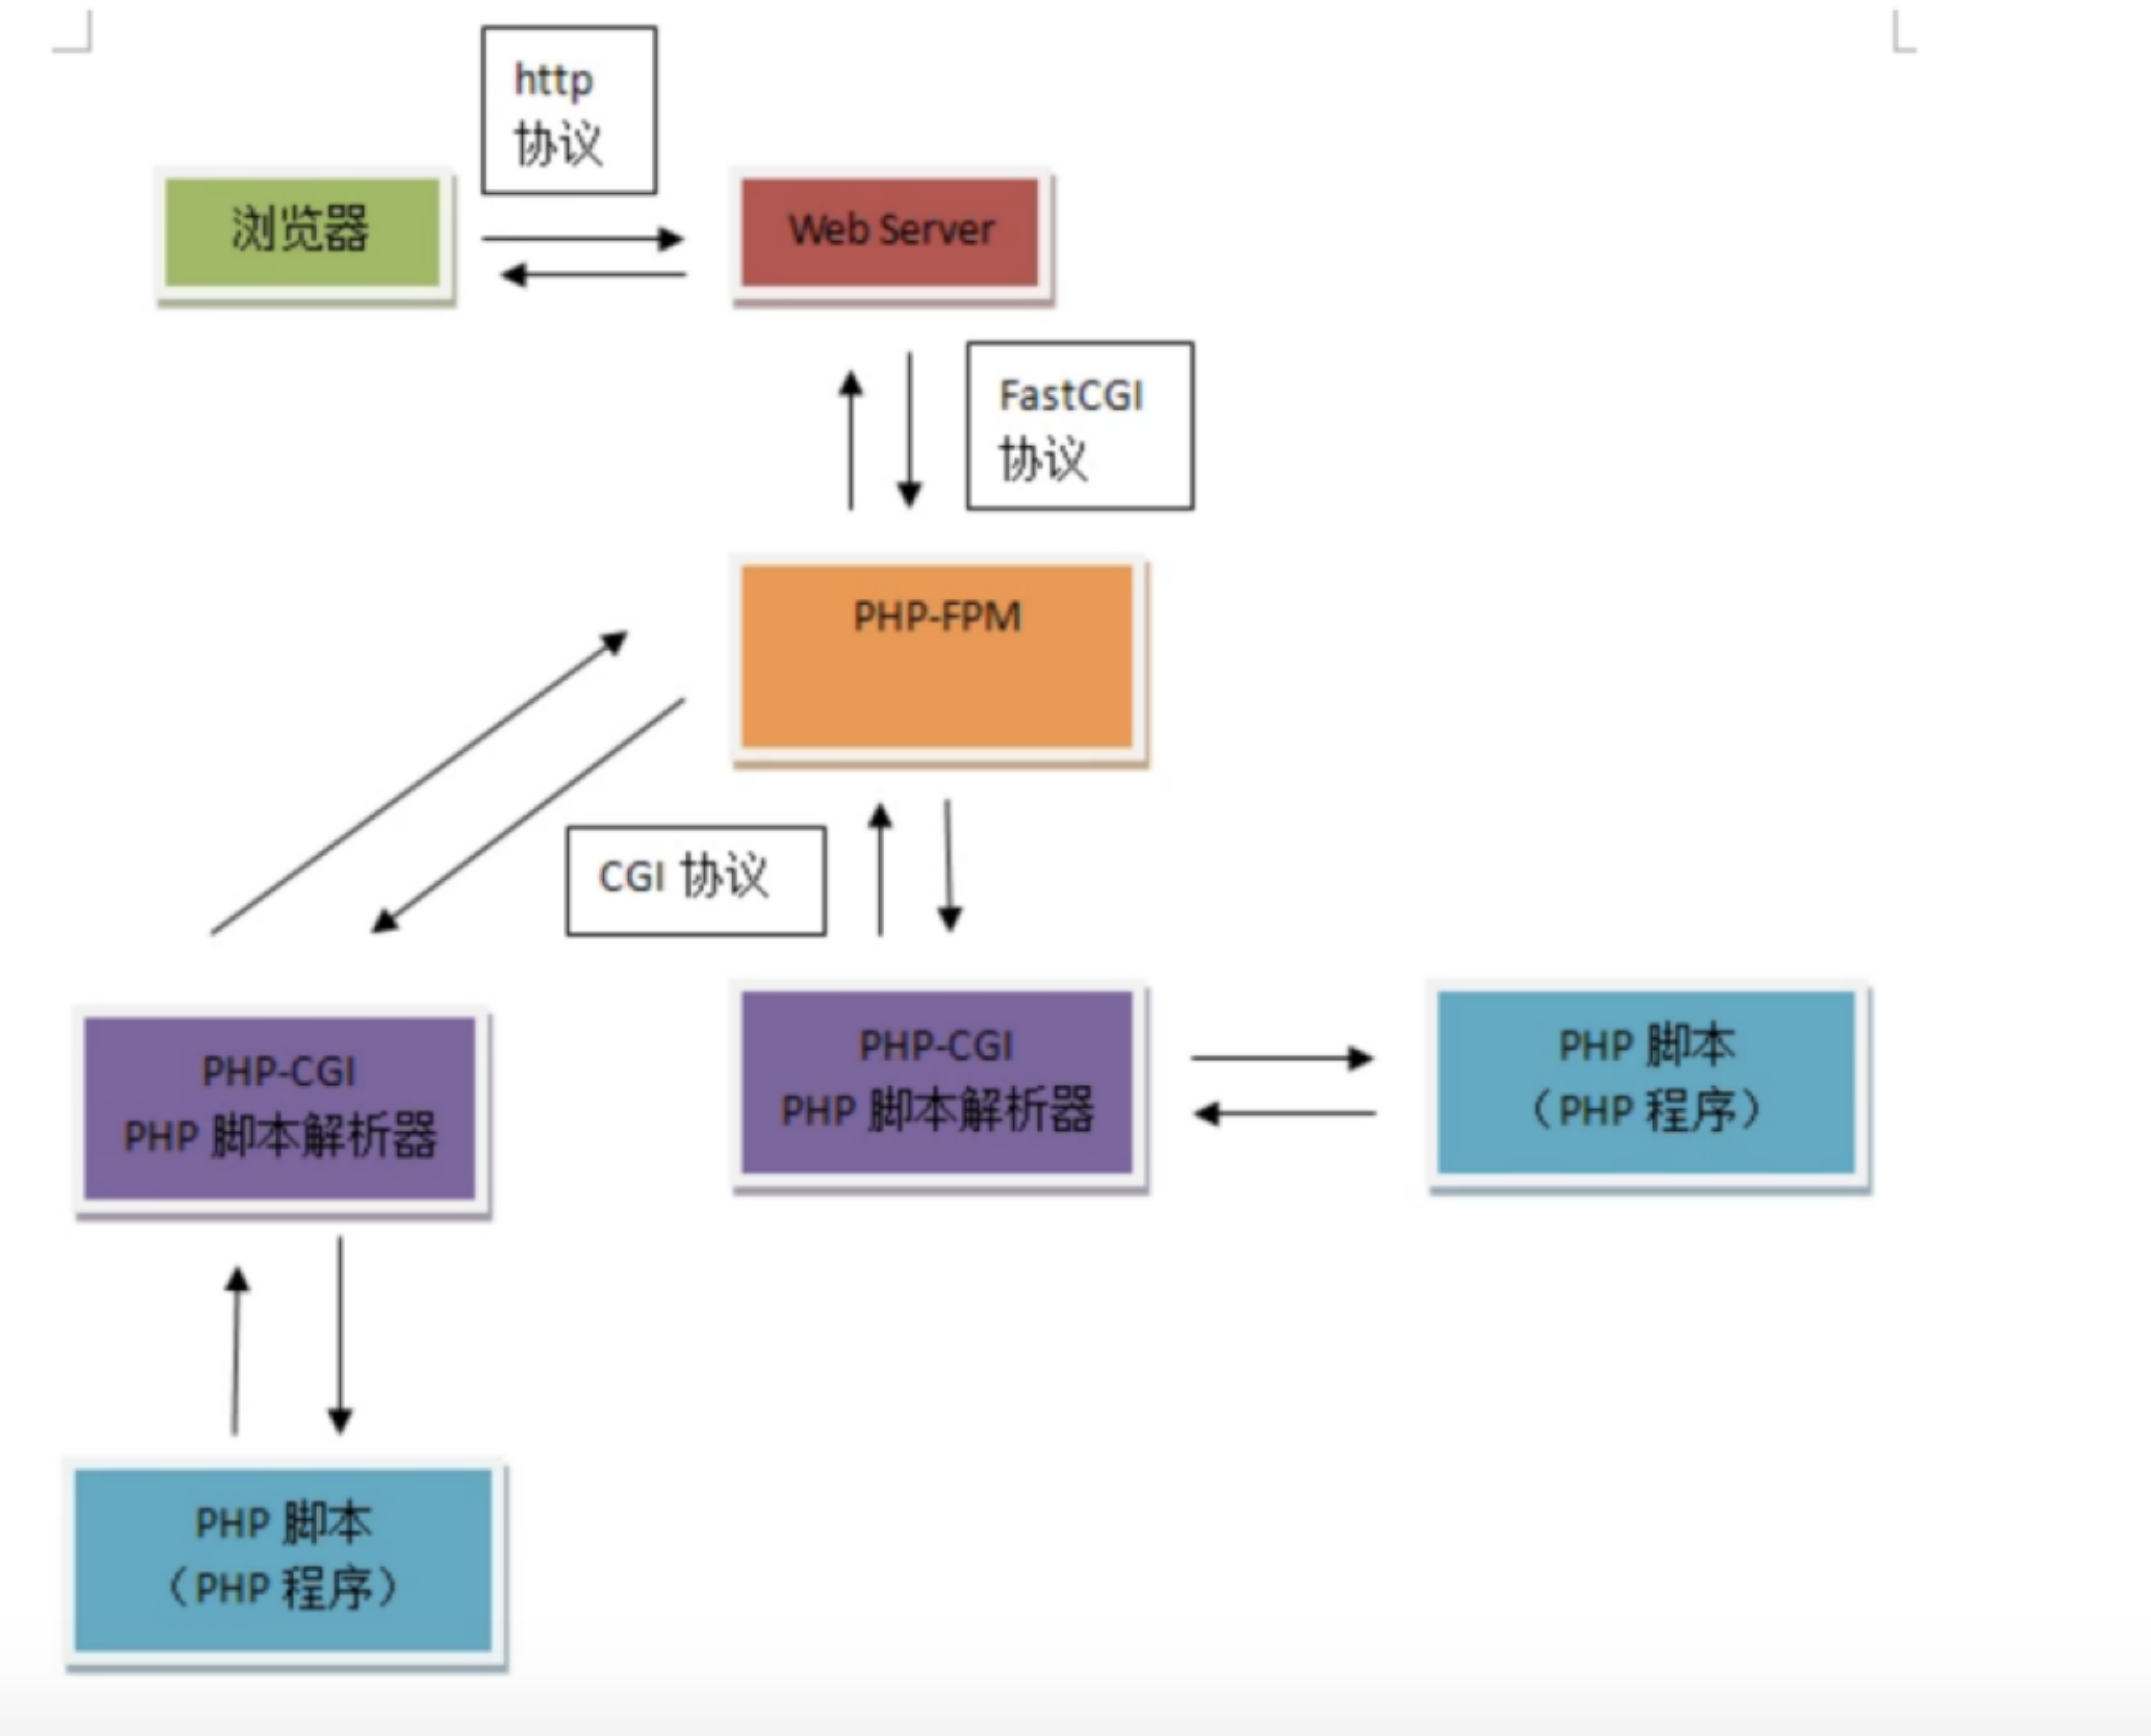 http
协议
浏览器
Web Server
FastCGI
协议
PHP-FPM
CGI 协议
PHP-CGI
PHP 脚本解析器
PHP-CGI
PHP 脚本解析器
PHP 脚本
（PHP 程序）
PHP 脚本
（PHP 程序）